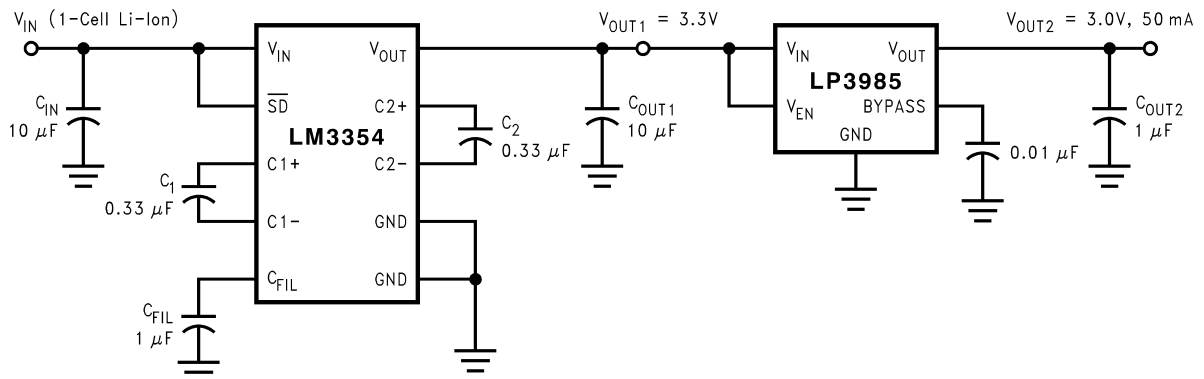 V_IN (1-Cell Li-Ion)
V_OUT1 = 3.3V
V_OUT2 = 3.0V, 50 mA
C_IN
10 μF
V_IN
S̅D̅
C1+
C1-
C_FIL
LM3354
V_OUT
C2+
C2-
GND
GND
C_1
0.33 μF
C_FIL
1 μF
C_2
0.33 μF
C_OUT1
10 μF
V_IN
V_EN
LP3985
V_OUT
BYPASS
GND
0.01 μF
C_OUT2
1 μF